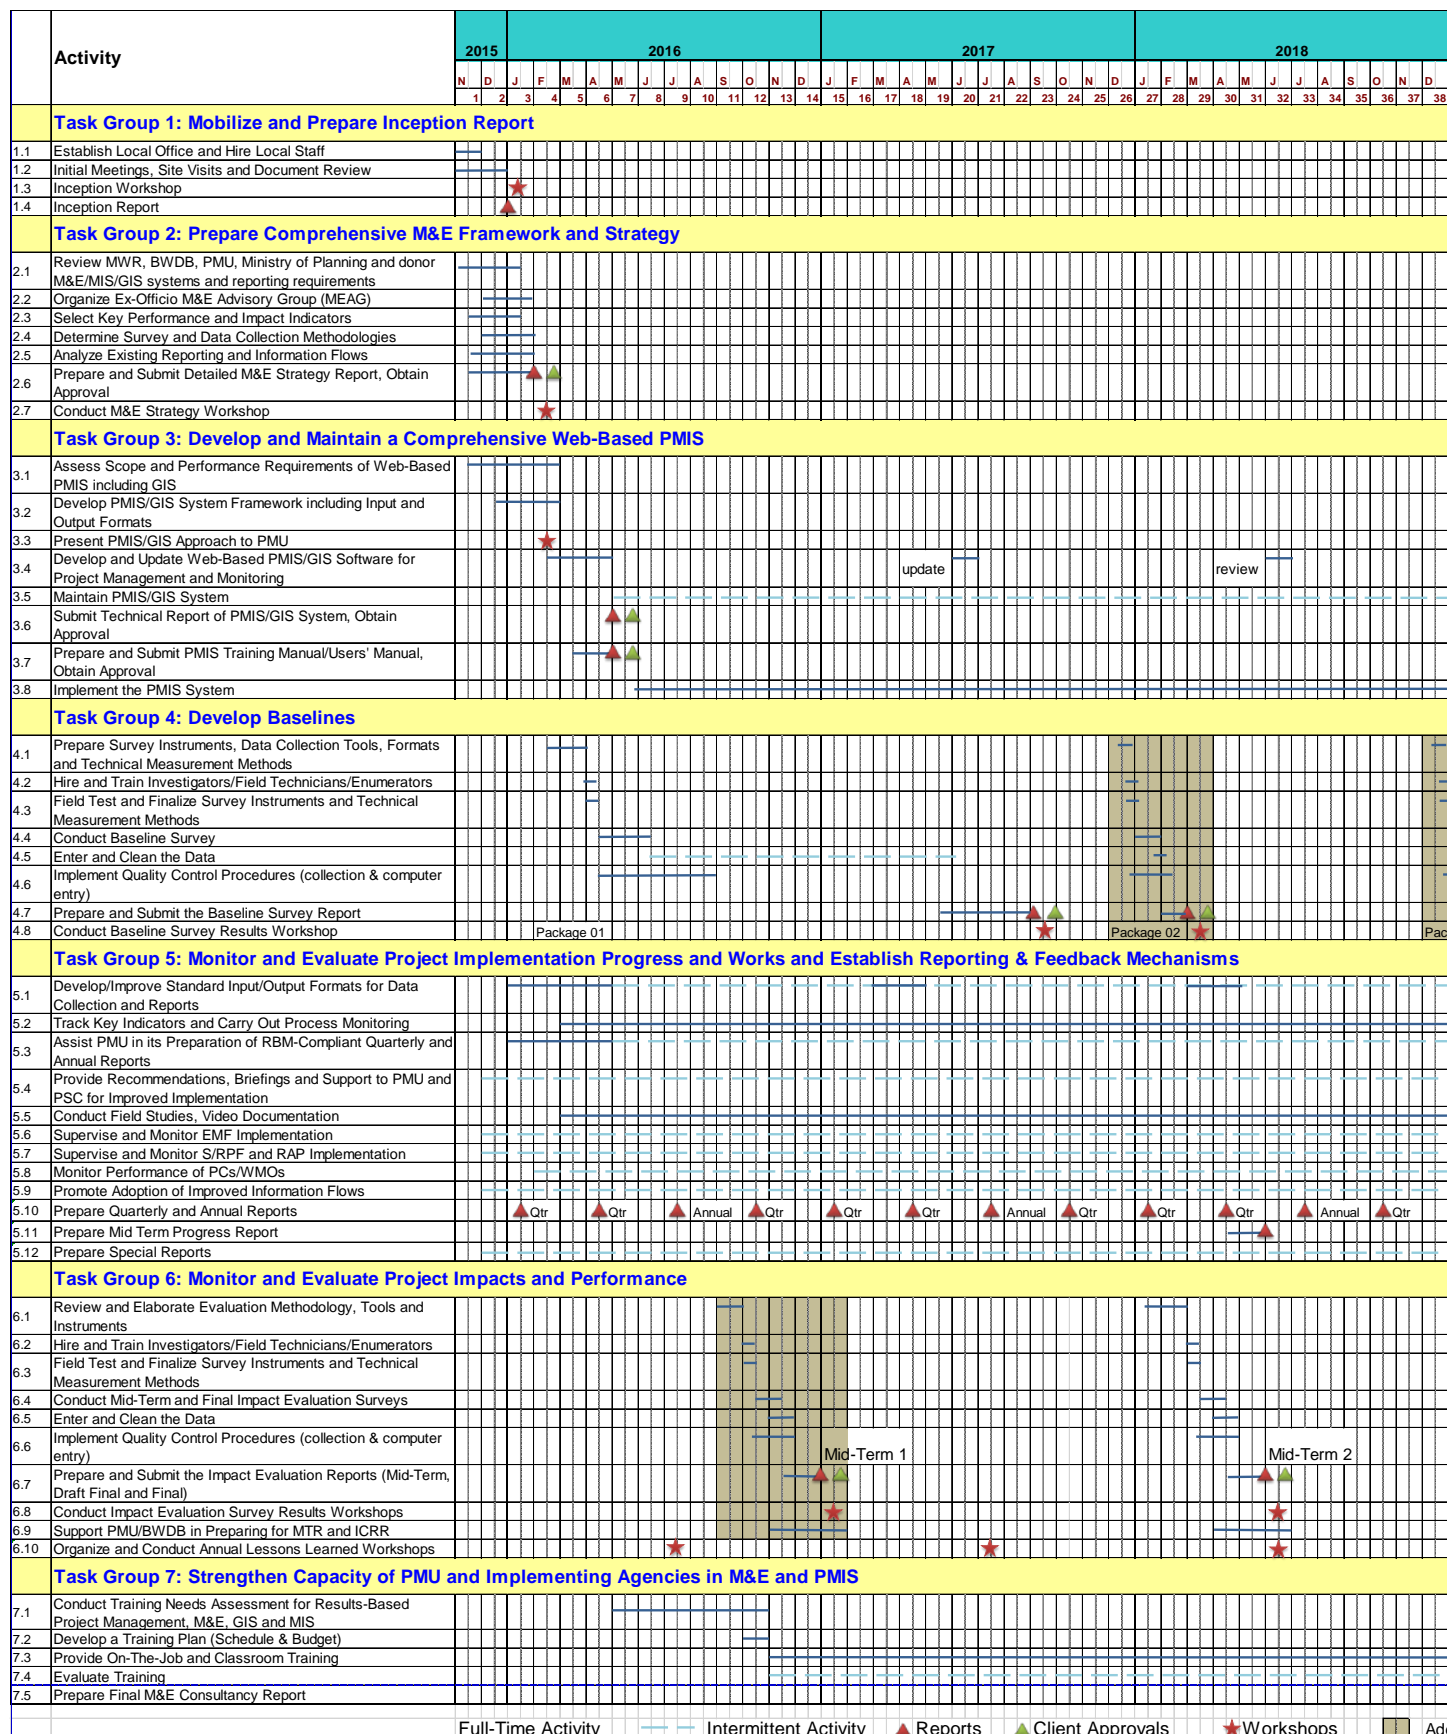 Activity
2015 2016 2017 2018
N D J F M A M J J A S O N D J F M A M J J A S O N D J F M A M J J A S O N D
1 2 3 4 5 6 7 8 9 10 11 12 13 14 15 16 17 18 19 20 21 22 23 24 25 26 27 28 29 30 31 32 33 34 35 36 37 38
Task Group 1: Mobilize and Prepare Inception Report
1.1 Establish Local Office and Hire Local Staff
1.2 Initial Meetings, Site Visits and Document Review
1.3 Inception Workshop
1.4 Inception Report
Task Group 2: Prepare Comprehensive M&E Framework and Strategy
2.1 Review MWR, BWDB, PMU, Ministry of Planning and donor
M&E/MIS/GIS systems and reporting requirements
2.2 Organize Ex-Officio M&E Advisory Group (MEAG)
2.3 Select Key Performance and Impact Indicators
2.4 Determine Survey and Data Collection Methodologies
2.5 Analyze Existing Reporting and Information Flows
2.6 Prepare and Submit Detailed M&E Strategy Report, Obtain
Approval
2.7 Conduct M&E Strategy Workshop
Task Group 3: Develop and Maintain a Comprehensive Web-Based PMIS
3.1 Assess Scope and Performance Requirements of Web-Based
PMIS including GIS
3.2 Develop PMIS/GIS System Framework including Input and
Output Formats
3.3 Present PMIS/GIS Approach to PMU
3.4 Develop and Update Web-Based PMIS/GIS Software for
Project Management and Monitoring update review
3.5 Maintain PMIS/GIS System
3.6 Submit Technical Report of PMIS/GIS System, Obtain
Approval
3.7 Prepare and Submit PMIS Training Manual/Users' Manual,
Obtain Approval
3.8 Implement the PMIS System
Task Group 4: Develop Baselines
4.1 Prepare Survey Instruments, Data Collection Tools, Formats
and Technical Measurement Methods
4.2 Hire and Train Investigators/Field Technicians/Enumerators
4.3 Field Test and Finalize Survey Instruments and Technical
Measurement Methods
4.4 Conduct Baseline Survey
4.5 Enter and Clean the Data
4.6 Implement Quality Control Procedures (collection & computer
entry)
4.7 Prepare and Submit the Baseline Survey Report
4.8 Conduct Baseline Survey Results Workshop Package 01 Package 02 Pac
Task Group 5: Monitor and Evaluate Project Implementation Progress and Works and Establish Reporting & Feedback Mechanisms
5.1 Develop/Improve Standard Input/Output Formats for Data
Collection and Reports
5.2 Track Key Indicators and Carry Out Process Monitoring
5.3 Assist PMU in its Preparation of RBM-Compliant Quarterly and
Annual Reports
5.4 Provide Recommendations, Briefings and Support to PMU and
PSC for Improved Implementation
5.5 Conduct Field Studies, Video Documentation
5.6 Supervise and Monitor EMF Implementation
5.7 Supervise and Monitor S/RPF and RAP Implementation
5.8 Monitor Performance of PCs/WMOs
5.9 Promote Adoption of Improved Information Flows
5.10 Prepare Quarterly and Annual Reports Qtr Qtr Annual Qtr Qtr Qtr Annual Qtr Qtr Qtr Annual Qtr
5.11 Prepare Mid Term Progress Report
5.12 Prepare Special Reports
Task Group 6: Monitor and Evaluate Project Impacts and Performance
6.1 Review and Elaborate Evaluation Methodology, Tools and
Instruments
6.2 Hire and Train Investigators/Field Technicians/Enumerators
6.3 Field Test and Finalize Survey Instruments and Technical
Measurement Methods
6.4 Conduct Mid-Term and Final Impact Evaluation Surveys
6.5 Enter and Clean the Data
6.6 Implement Quality Control Procedures (collection & computer
entry) Mid-Term 1 Mid-Term 2
6.7 Prepare and Submit the Impact Evaluation Reports (Mid-Term,
Draft Final and Final)
6.8 Conduct Impact Evaluation Survey Results Workshops
6.9 Support PMU/BWDB in Preparing for MTR and ICRR
6.10 Organize and Conduct Annual Lessons Learned Workshops
Task Group 7: Strengthen Capacity of PMU and Implementing Agencies in M&E and PMIS
7.1 Conduct Training Needs Assessment for Results-Based
Project Management, M&E, GIS and MIS
7.2 Develop a Training Plan (Schedule & Budget)
7.3 Provide On-The-Job and Classroom Training
7.4 Evaluate Training
7.5 Prepare Final M&E Consultancy Report
Full-Time Activity Intermittent Activity Reports Client Approvals Workshops Ad